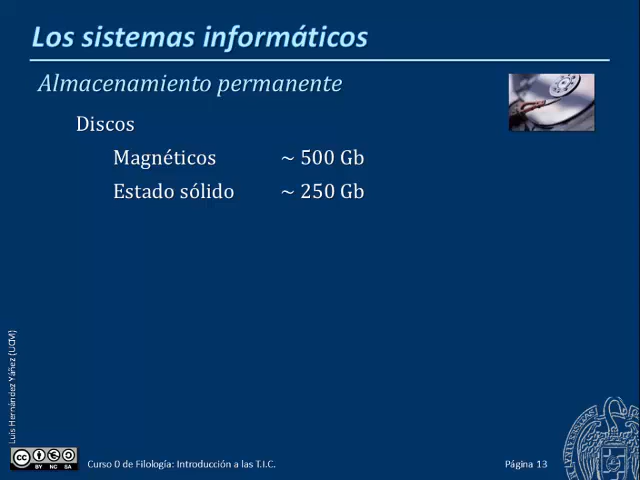 Los sistemas informáticos
Almacenamiento permanente
Discos
Magnéticos ~ 500 Gb
Estado sólido ~ 250 Gb
Luis Hernández Yáñez (UCM)
CC BY NC SA
Curso 0 de Filología: Introducción a las T.I.C.
Página 13